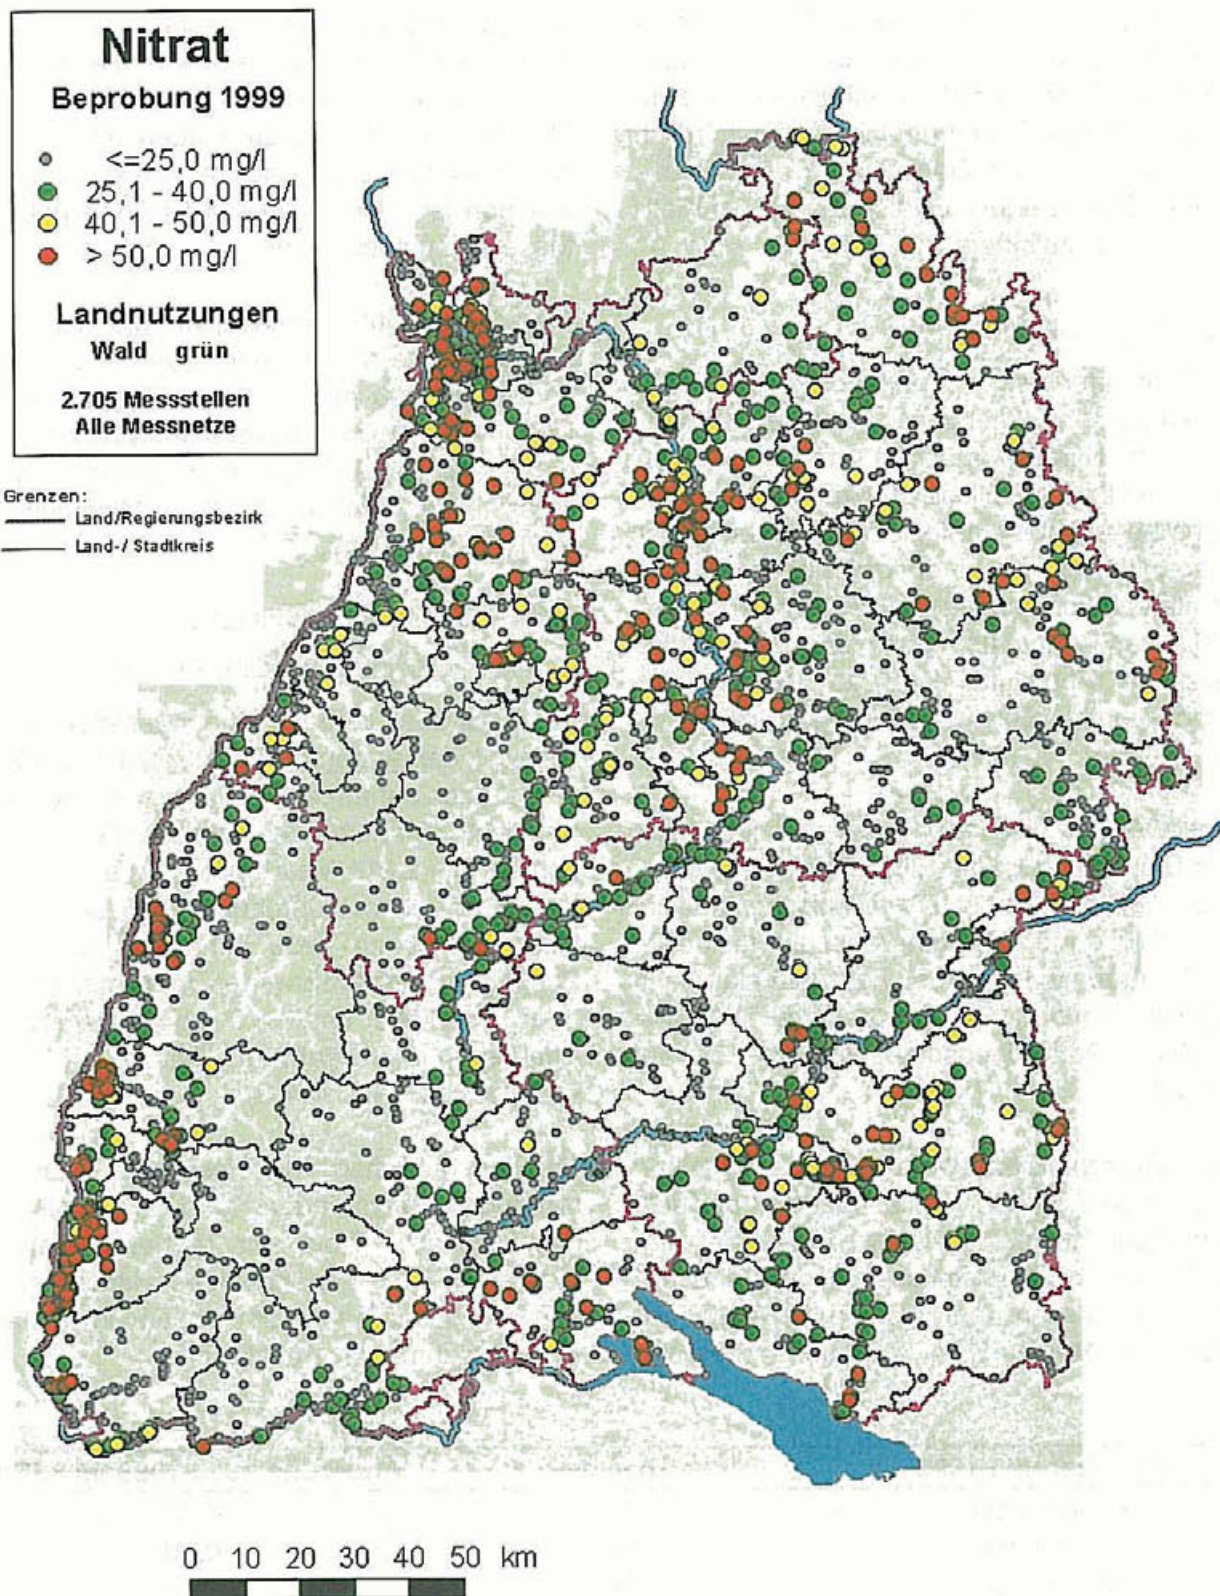 Nitrat
Beprobung 1999
<=25,0 mg/l
25,1 - 40,0 mg/l
40,1 - 50,0 mg/l
> 50,0 mg/l
Landnutzungen
Wald grün
2.705 Messstellen
Alle Messnetze
Grenzen:
Land/Regierungsbezirk
Land-/ Stadtkreis
0 10 20 30 40 50 km